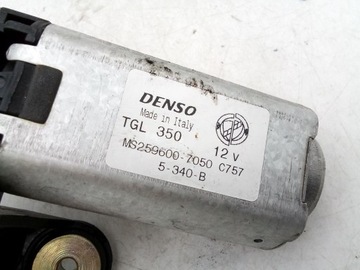 DENSO
Made in Italy
TGL 350 12 V
MS259600-7050 C757
5-340-B